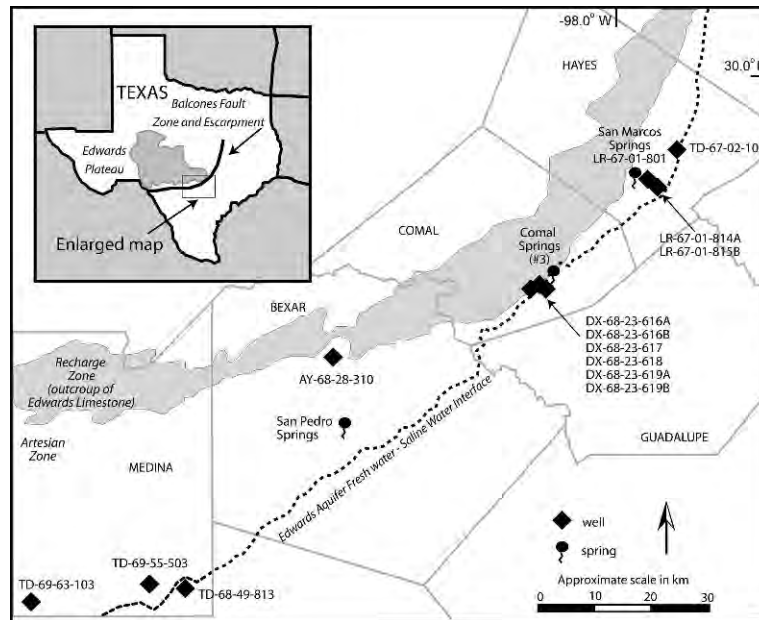 TEXAS
Balcones Fault
Zone and Escarpment
Edwards
Plateau
Enlarged map
-98.0° W
30.0°
HAYES
San Marcos
Springs
LR-67-01-801
TD-67-02-10
LR-67-01-814A
LR-67-01-815B
COMAL
Comal
Springs
(#3)
DX-68-23-616A
DX-68-23-616B
DX-68-23-617
DX-68-23-618
DX-68-23-619A
DX-68-23-619B
BEXAR
Recharge
Zone
(outcroup of
Edwards Limestone)
AY-68-28-310
San Pedro
Springs
Edwards Aquifer Fresh water - Saline Water Interface
GUADALUPE
Artesian
Zone
MEDINA
TD-69-55-503
TD-69-63-103
TD-68-49-813
well
spring
Approximate scale in km
0 10 20 30